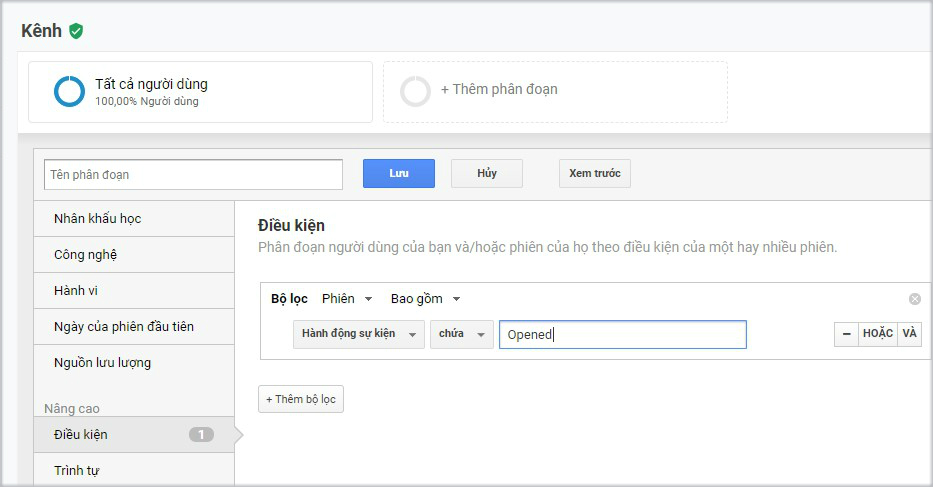 Kênh
Tất cả người dùng
100,00% Người dùng
+ Thêm phân đoạn
Tên phân đoạn
Lưu
Hủy
Xem trước
Nhân khẩu học
Công nghệ
Hành vi
Ngày của phiên đầu tiên
Nguồn lưu lượng
Nâng cao
Điều kiện 1
Trình tự
Điều kiện
Phân đoạn người dùng của bạn và/hoặc phiên của họ theo điều kiện của một hay nhiều phiên.
Bộ lọc Phiên Bao gồm
Hành động sự kiện chứa Opened – HOẶC VÀ
+ Thêm bộ lọc